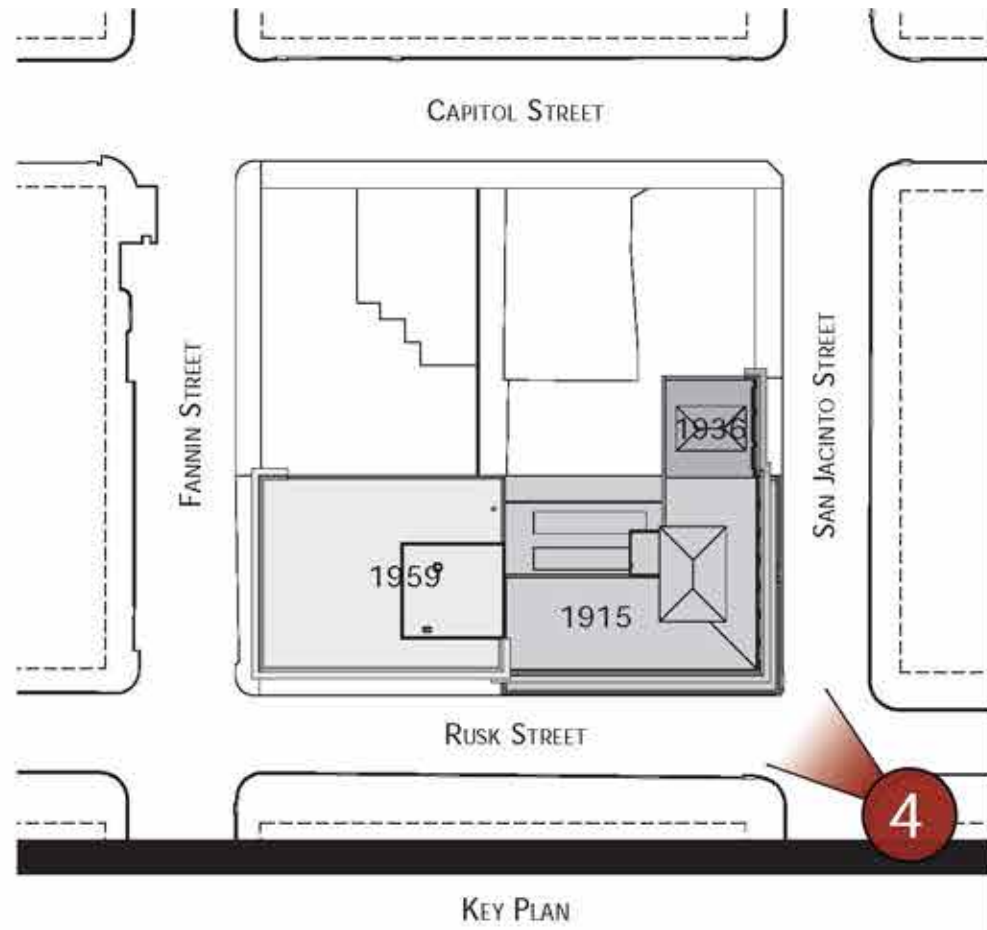 CAPITOL STREET
FANNIN STREET
SAN JACINTO STREET
1936
1959
1915
RUSK STREET
4
KEY PLAN